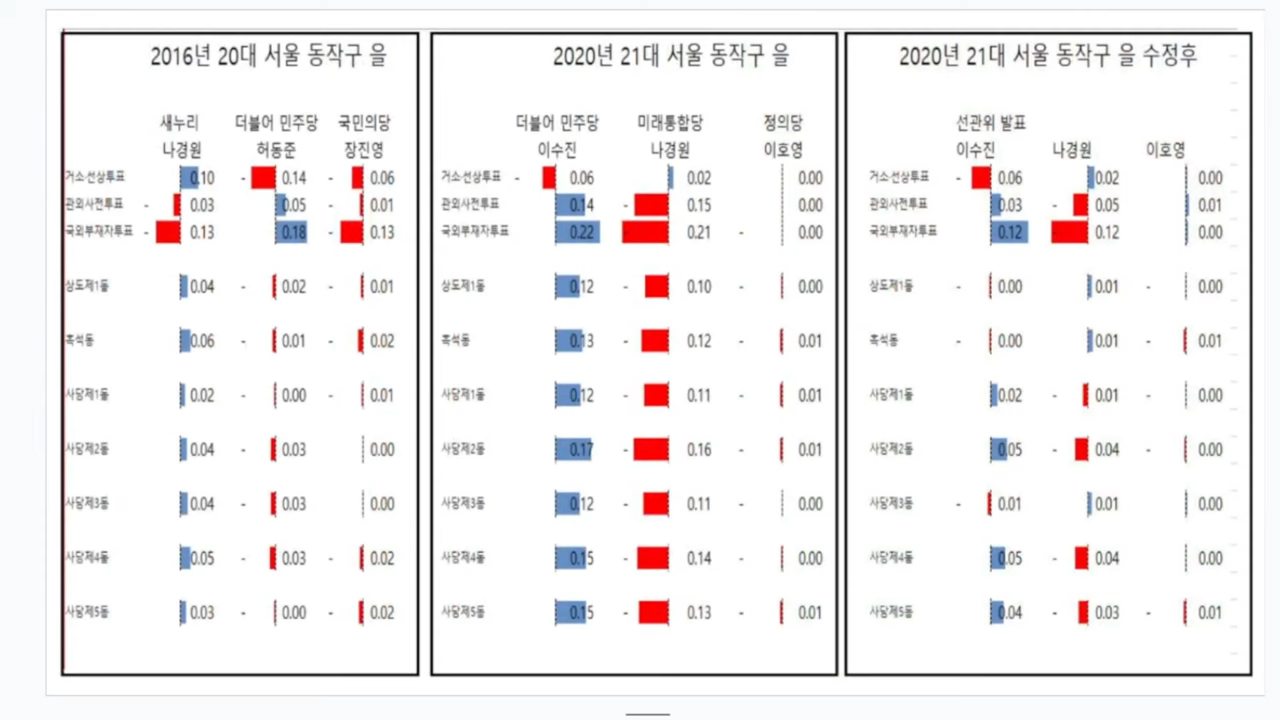 2016년 20대 서울 동작구 을
새누리 더불어 민주당 국민의당
나경원 허동준 장진영
거소·선상투표 0.10 - 0.14 - 0.06
관외사전투표 - 0.03 0.05 - 0.01
국외부재자투표 - 0.13 0.18 - 0.13
상도제1동 0.04 - 0.02 - 0.01
흑석동 0.06 - 0.01 - 0.02
사당제1동 0.02 - 0.00 - 0.01
사당제2동 0.04 - 0.03 0.00
사당제3동 0.04 - 0.03 0.00
사당제4동 0.05 - 0.03 - 0.02
사당제5동 0.03 - 0.00 - 0.02
2020년 21대 서울 동작구 을
더불어 민주당 미래통합당 정의당
이수진 나경원 이호영
거소·선상투표 - 0.06 0.02 0.00
관외사전투표 0.14 - 0.15 0.00
국외부재자투표 0.22 - 0.21 - 0.00
상도제1동 0.12 - 0.10 - 0.00
흑석동 0.13 - 0.12 - 0.01
사당제1동 0.12 - 0.11 - 0.01
사당제2동 0.17 - 0.16 - 0.01
사당제3동 0.12 - 0.11 - 0.00
사당제4동 0.15 - 0.14 - 0.00
사당제5동 0.15 - 0.13 - 0.01
2020년 21대 서울 동작구 을 수정후
선관위 발표
이수진 나경원 이호영
거소·선상투표 - 0.06 0.02 0.00
관외사전투표 0.03 - 0.05 0.01
국외부재자투표 0.12 - 0.12 0.00
상도제1동 - 0.00 0.01 - 0.00
흑석동 - 0.00 0.01 - 0.01
사당제1동 0.02 - 0.01 - 0.00
사당제2동 0.05 - 0.04 - 0.00
사당제3동 - 0.01 0.01 0.00
사당제4동 0.05 - 0.04 - 0.00
사당제5동 0.04 - 0.03 - 0.01